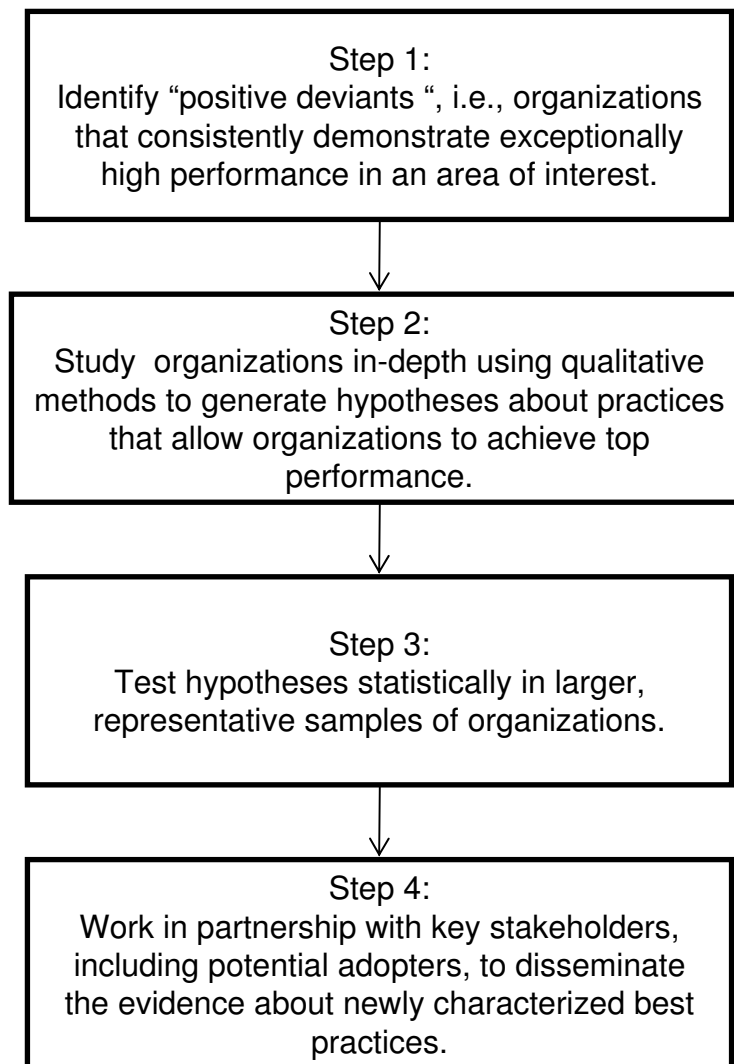 Step 1:
Identify “positive deviants “, i.e., organizations
that consistently demonstrate exceptionally
high performance in an area of interest.
Step 2:
Study  organizations in-depth using qualitative
methods to generate hypotheses about practices
that allow organizations to achieve top
performance.
Step 3:
Test hypotheses statistically in larger,
representative samples of organizations.
Step 4:
Work in partnership with key stakeholders,
including potential adopters, to disseminate
the evidence about newly characterized best
practices.